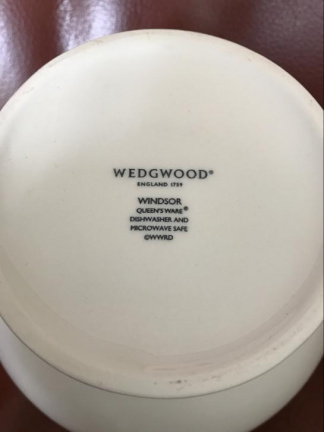 WEDGWOOD®
ENGLAND 1759
WINDSOR
QUEEN'S WARE®
DISHWASHER AND
MICROWAVE SAFE
©WWRD